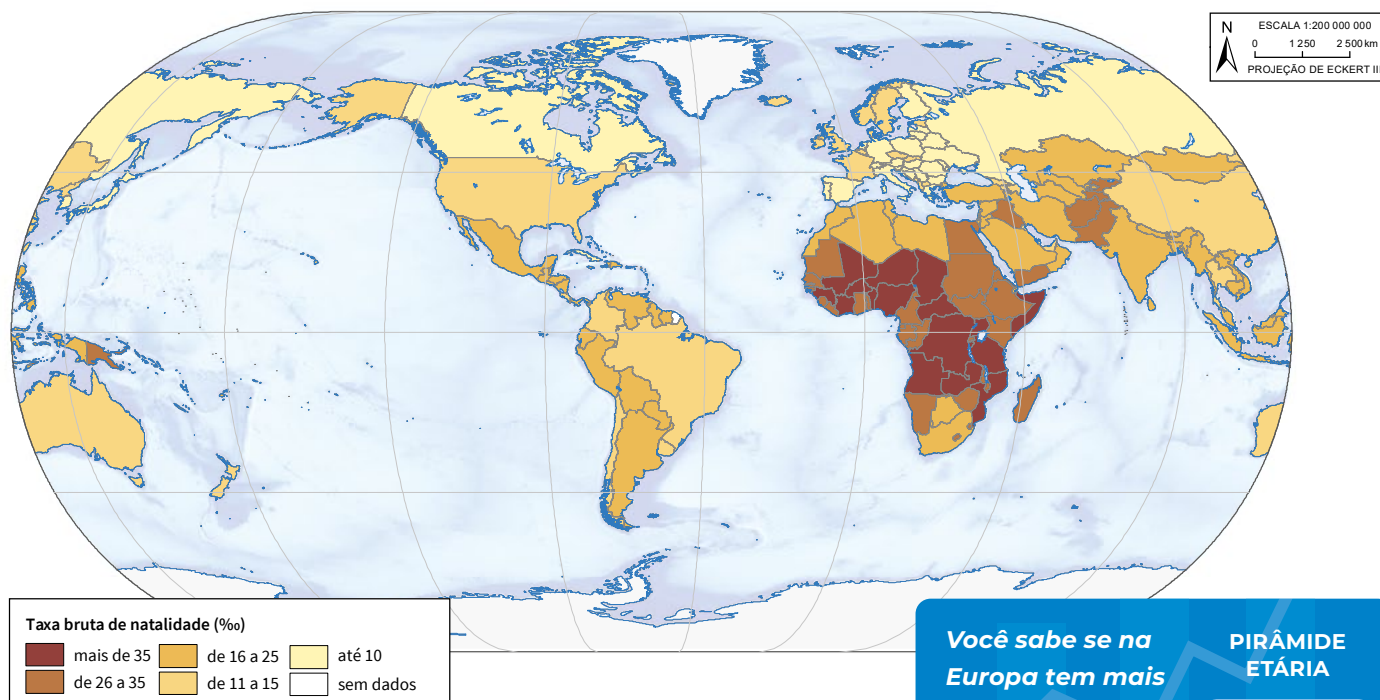 N
ESCALA 1:200 000 000
0 1 250 2 500 km
PROJEÇÃO DE ECKERT III
Taxa bruta de natalidade (‰)
mais de 35
de 26 a 35
de 16 a 25
de 11 a 15
até 10
sem dados
Você sabe se na
Europa tem mais
PIRÂMIDE
ETÁRIA